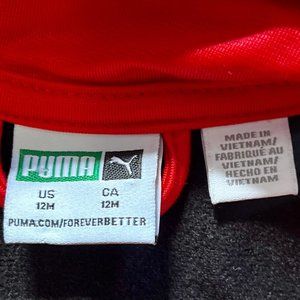 PUMA
US CA
12M 12M
PUMA.COM/FOREVERBETTER
MADE IN
VIETNAM/
FABRIQUÉ AU
VIETNAM/
HECHO EN
VIETNAM